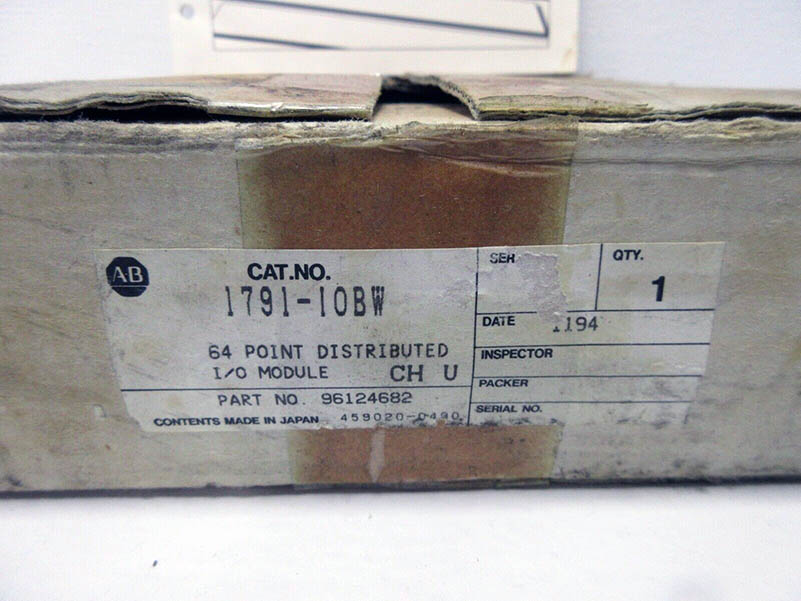 AB
CAT.NO.
1791-10BW
64 POINT DISTRIBUTED
I/O MODULE CH U
PART NO. 96124682
CONTENTS MADE IN JAPAN 459020-0490
SER
QTY.
1
DATE 1194
INSPECTOR
PACKER
SERIAL NO.